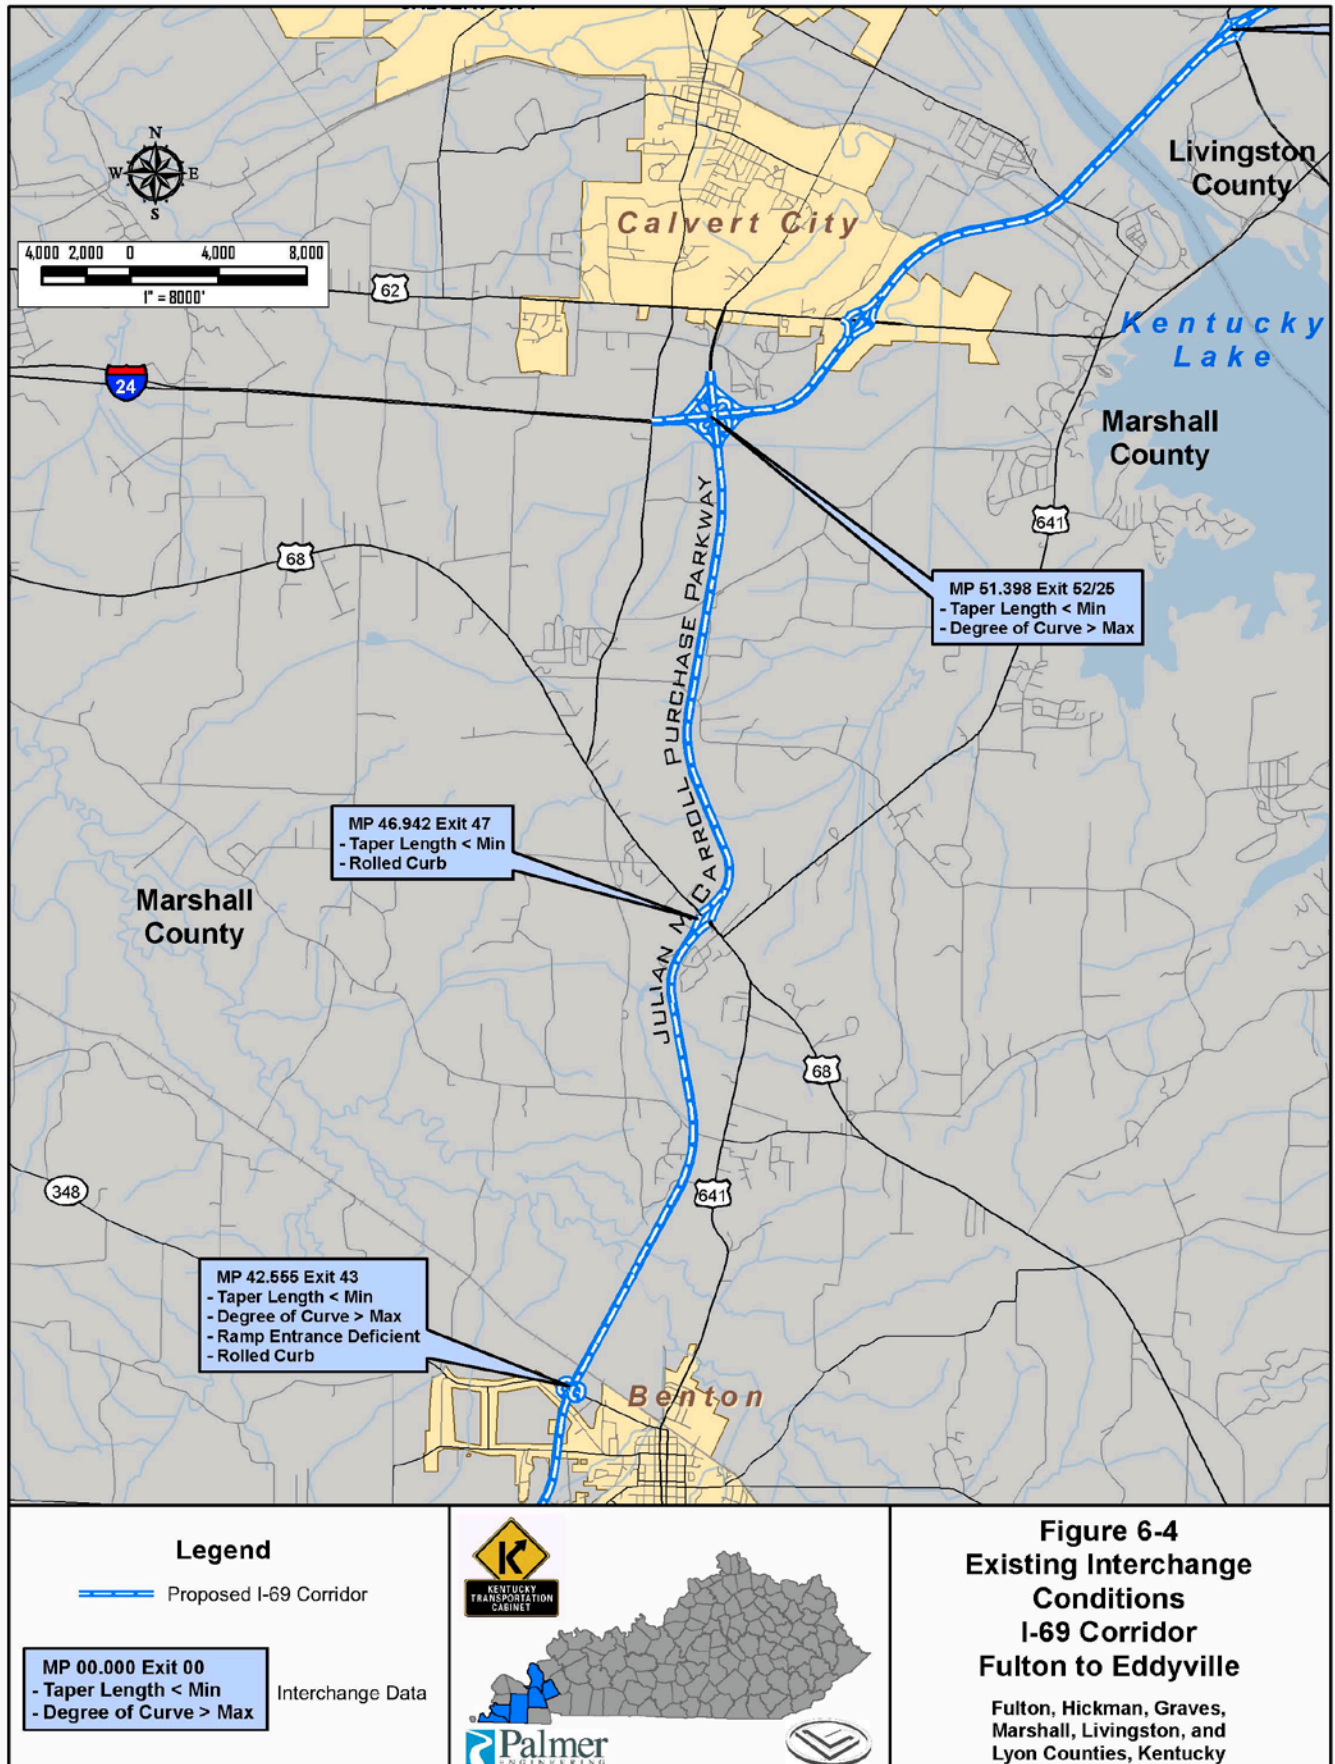 N
W E
S
4,000 2,000 0 4,000 8,000
1" = 8000'
62
24
Calvert City
Livingston
County
Kentucky
Lake
Marshall
County
641
68
MP 51.398 Exit 52/25
- Taper Length < Min
- Degree of Curve > Max
JULIAN M CARROLL PURCHASE PARKWAY
MP 46.942 Exit 47
- Taper Length < Min
- Rolled Curb
Marshall
County
68
348
641
MP 42.555 Exit 43
- Taper Length < Min
- Degree of Curve > Max
- Ramp Entrance Deficient
- Rolled Curb
Benton
Legend
Proposed I-69 Corridor
MP 00.000 Exit 00
- Taper Length < Min
- Degree of Curve > Max
Interchange Data
KENTUCKY
TRANSPORTATION
CABINET
Palmer
Figure 6-4
Existing Interchange
Conditions
I-69 Corridor
Fulton to Eddyville
Fulton, Hickman, Graves,
Marshall, Livingston, and
Lyon Counties, Kentucky